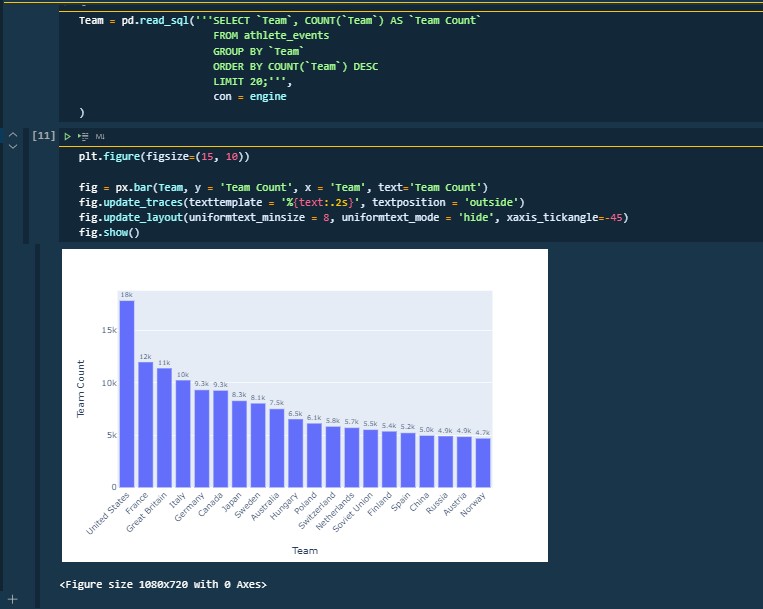 Team = pd.read_sql('''SELECT `Team`, COUNT(`Team`) AS `Team Count`
FROM athlete_events
GROUP BY `Team`
ORDER BY COUNT(`Team`) DESC
LIMIT 20;''',
con = engine
)
[11]
M↓
plt.figure(figsize=(15, 10))
fig = px.bar(Team, y = 'Team Count', x = 'Team', text='Team Count')
fig.update_traces(texttemplate = '%{text:.2s}', textposition = 'outside')
fig.update_layout(uniformtext_minsize = 8, uniformtext_mode = 'hide', xaxis_tickangle=-45)
fig.show()
18k
12k
11k
10k
9.3k
9.3k
8.3k
8.1k
7.5k
6.5k
6.1k
5.8k
5.7k
5.5k
5.4k
5.2k
5.0k
4.9k
4.9k
4.7k
15k
10k
5k
0
Team Count
United States
France
Great Britain
Italy
Germany
Canada
Japan
Sweden
Australia
Hungary
Poland
Switzerland
Netherlands
Soviet Union
Finland
Spain
China
Russia
Austria
Norway
Team
<Figure size 1080x720 with 0 Axes>